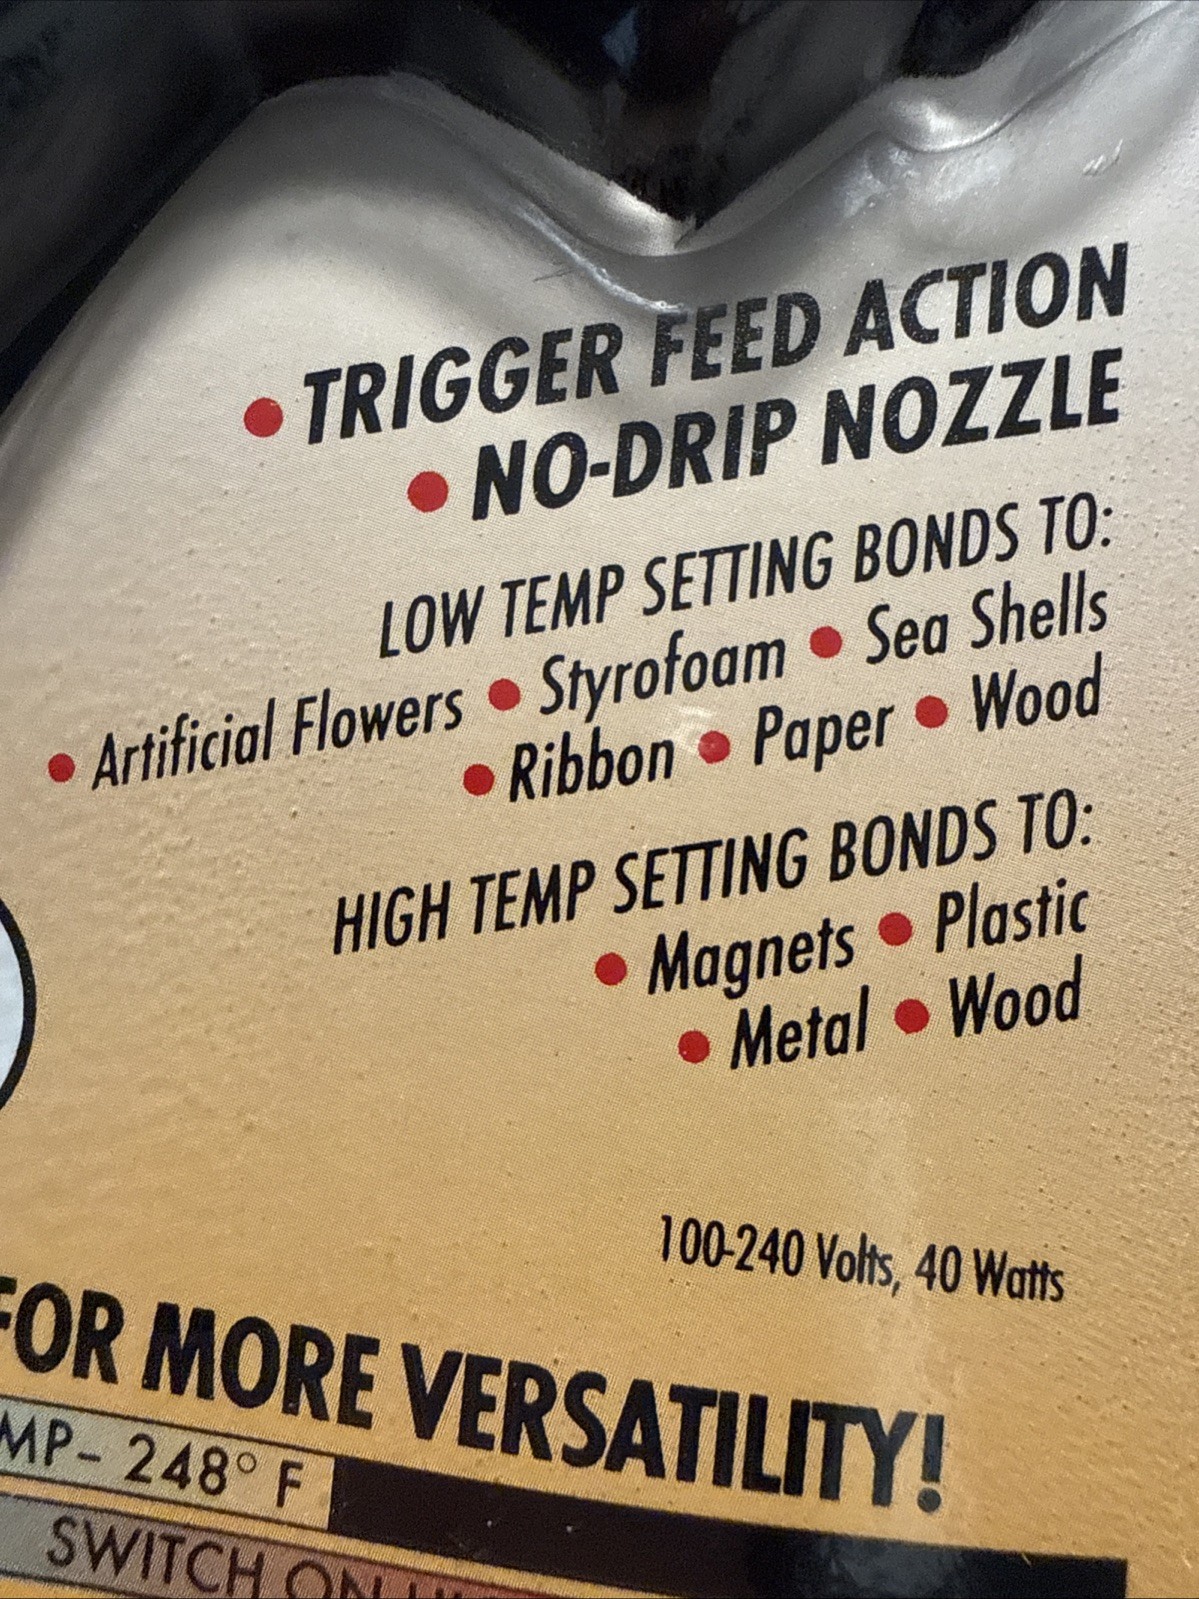 • TRIGGER FEED ACTION
• NO-DRIP NOZZLE
LOW TEMP SETTING BONDS TO:
• Artificial Flowers • Styrofoam • Sea Shells
• Ribbon • Paper • Wood
HIGH TEMP SETTING BONDS TO:
• Magnets • Plastic
• Metal • Wood
100-240 Volts, 40 Watts
FOR MORE VERSATILITY!
MP- 248° F
SWITCH ON